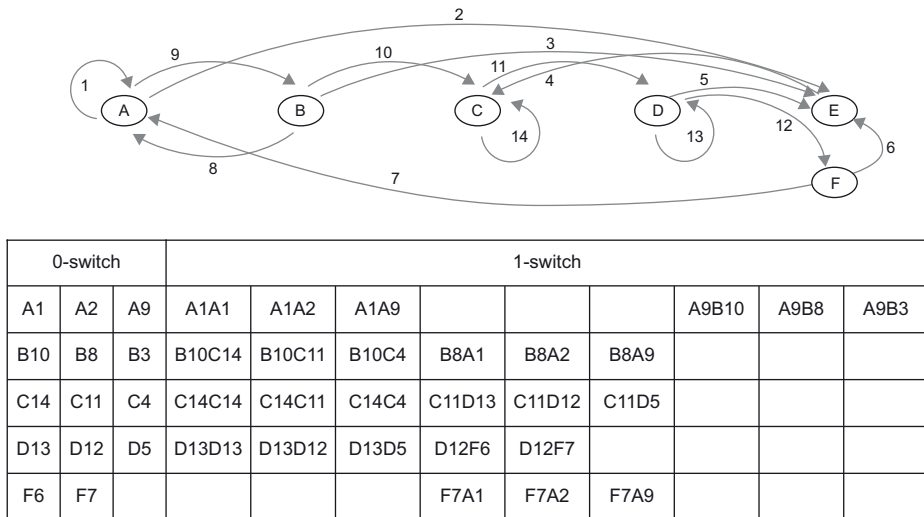 2
9
10
3
11
4
5
1
A
B
C
D
E
14
13
12
8
6
7
F
0-switch 1-switch
A1 A2 A9 A1A1 A1A2 A1A9 A9B10 A9B8 A9B3
B10 B8 B3 B10C14 B10C11 B10C4 B8A1 B8A2 B8A9
C14 C11 C4 C14C14 C14C11 C14C4 C11D13 C11D12 C11D5
D13 D12 D5 D13D13 D13D12 D13D5 D12F6 D12F7
F6 F7 F7A1 F7A2 F7A9